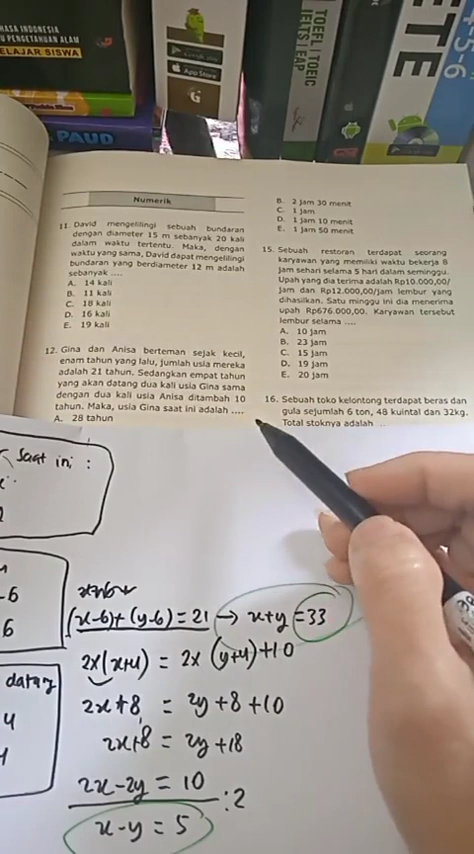 HASA INDONESIA
& PENGETAHUAN ALAM
ELAJAR SISWA
App Store
TOEFL I TOEIC
IELTS I EAP
ETE
5-6
PAUD
Numerik
11. David mengelilingi sebuah bundaran
dengan diameter 15 m sebanyak 20 kali
dalam waktu tertentu. Maka, dengan
waktu yang sama, David dapat mengelilingi
bundaran yang berdiameter 12 m adalah
sebanyak ....
A. 14 kali
B. 11 kali
C. 18 kali
D. 16 kali
E. 19 kali
12. Gina dan Anisa berteman sejak kecil,
enam tahun yang lalu, jumlah usia mereka
adalah 21 tahun. Sedangkan empat tahun
yang akan datang dua kali usia Gina sama
dengan dua kali usia Anisa ditambah 10
tahun. Maka, usia Gina saat ini adalah ....
A. 28 tahun
B. 2 jam 30 menit
C. 1 jam
D. 1 jam 10 menit
E. 1 jam 50 menit
15. Sebuah restoran terdapat seorang
karyawan yang memiliki waktu bekerja 8
jam sehari selama 5 hari dalam seminggu.
Upah yang dia terima adalah Rp10.000,00/
jam dan Rp12.000,00/jam lembur yang
dihasilkan. Satu minggu ini dia menerima
upah Rp676.000,00. Karyawan tersebut
lembur selama ....
A. 10 jam
B. 23 jam
C. 15 jam
D. 19 jam
E. 20 jam
16. Sebuah toko kelontong terdapat beras dan
gula sejumlah 6 ton, 48 kuintal dan 32kg.
Total stoknya adalah ...
Saat ini :
-6
6
datang
4
(x-6)+(y-6)=21 → x+y=33
2x(x+4) = 2x(y+4)+10
2x+8 = 2y+8+10
2x+8 = 2y+18
2x-2y = 10
:2
x-y = 5